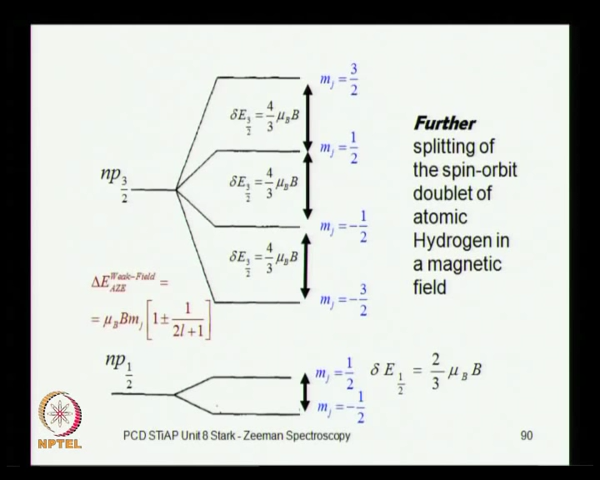 m_j = 3/2
δE_{3/2} = 4/3 μ_B B
m_j = 1/2
np_{3/2}
δE_{3/2} = 4/3 μ_B B
m_j = -1/2
δE_{3/2} = 4/3 μ_B B
m_j = -3/2
Further
splitting of
the spin-orbit
doublet of
atomic
Hydrogen in
a magnetic
field
ΔE_{AZE}^{Weak-Field} =
= μ_B B m_j [1 ± 1/(2l+1)]
np_{1/2}
m_j = 1/2
m_j = -1/2
δE_{1/2} = 2/3 μ_B B
NPTEL
PCD STiAP Unit 8 Stark - Zeeman Spectroscopy
90